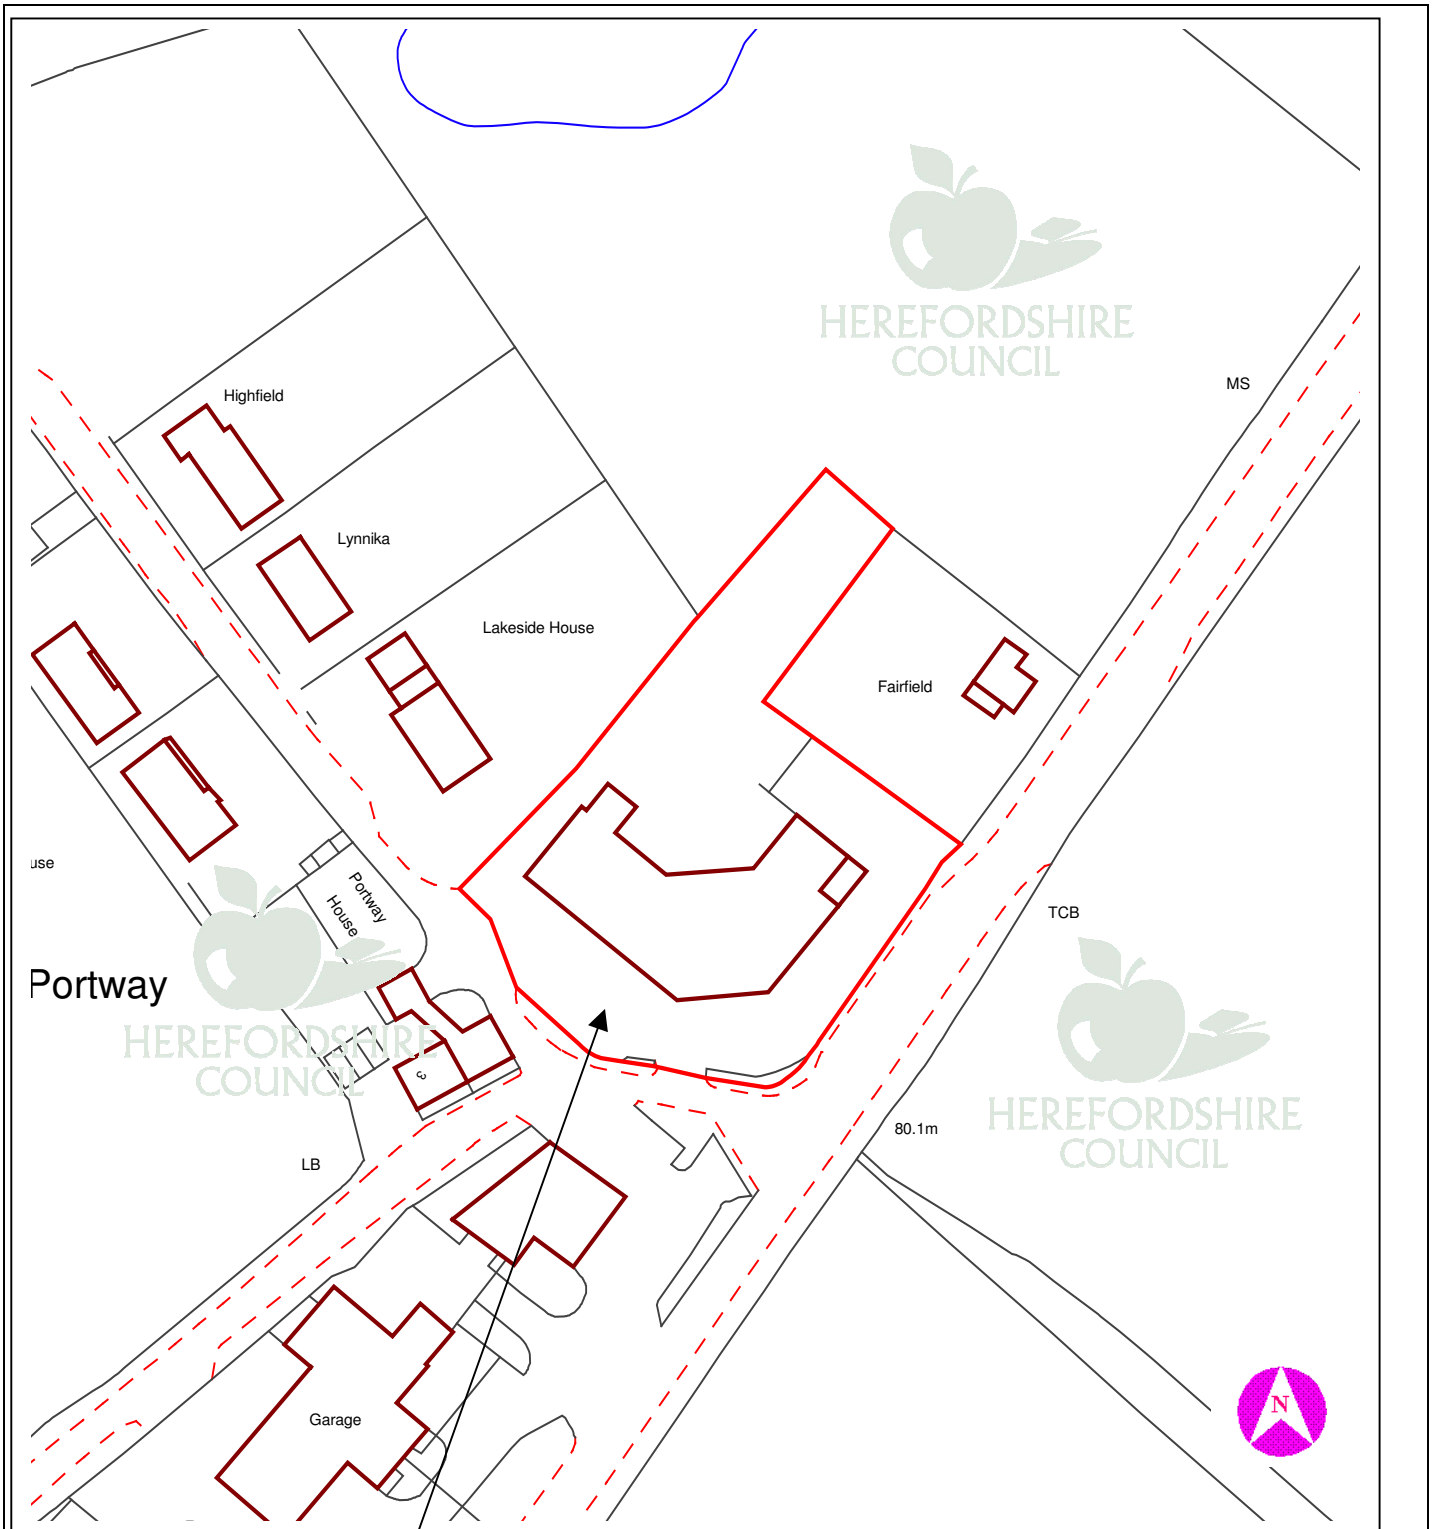 HEREFORDSHIRE
COUNCIL
MS
Highfield
Lynnika
Lakeside House
Fairfield
use
Portway
House
TCB
Portway
HEREFORDSHIRE
COUNCIL
3
HEREFORDSHIRE
COUNCIL
80.1m
LB
N
Garage